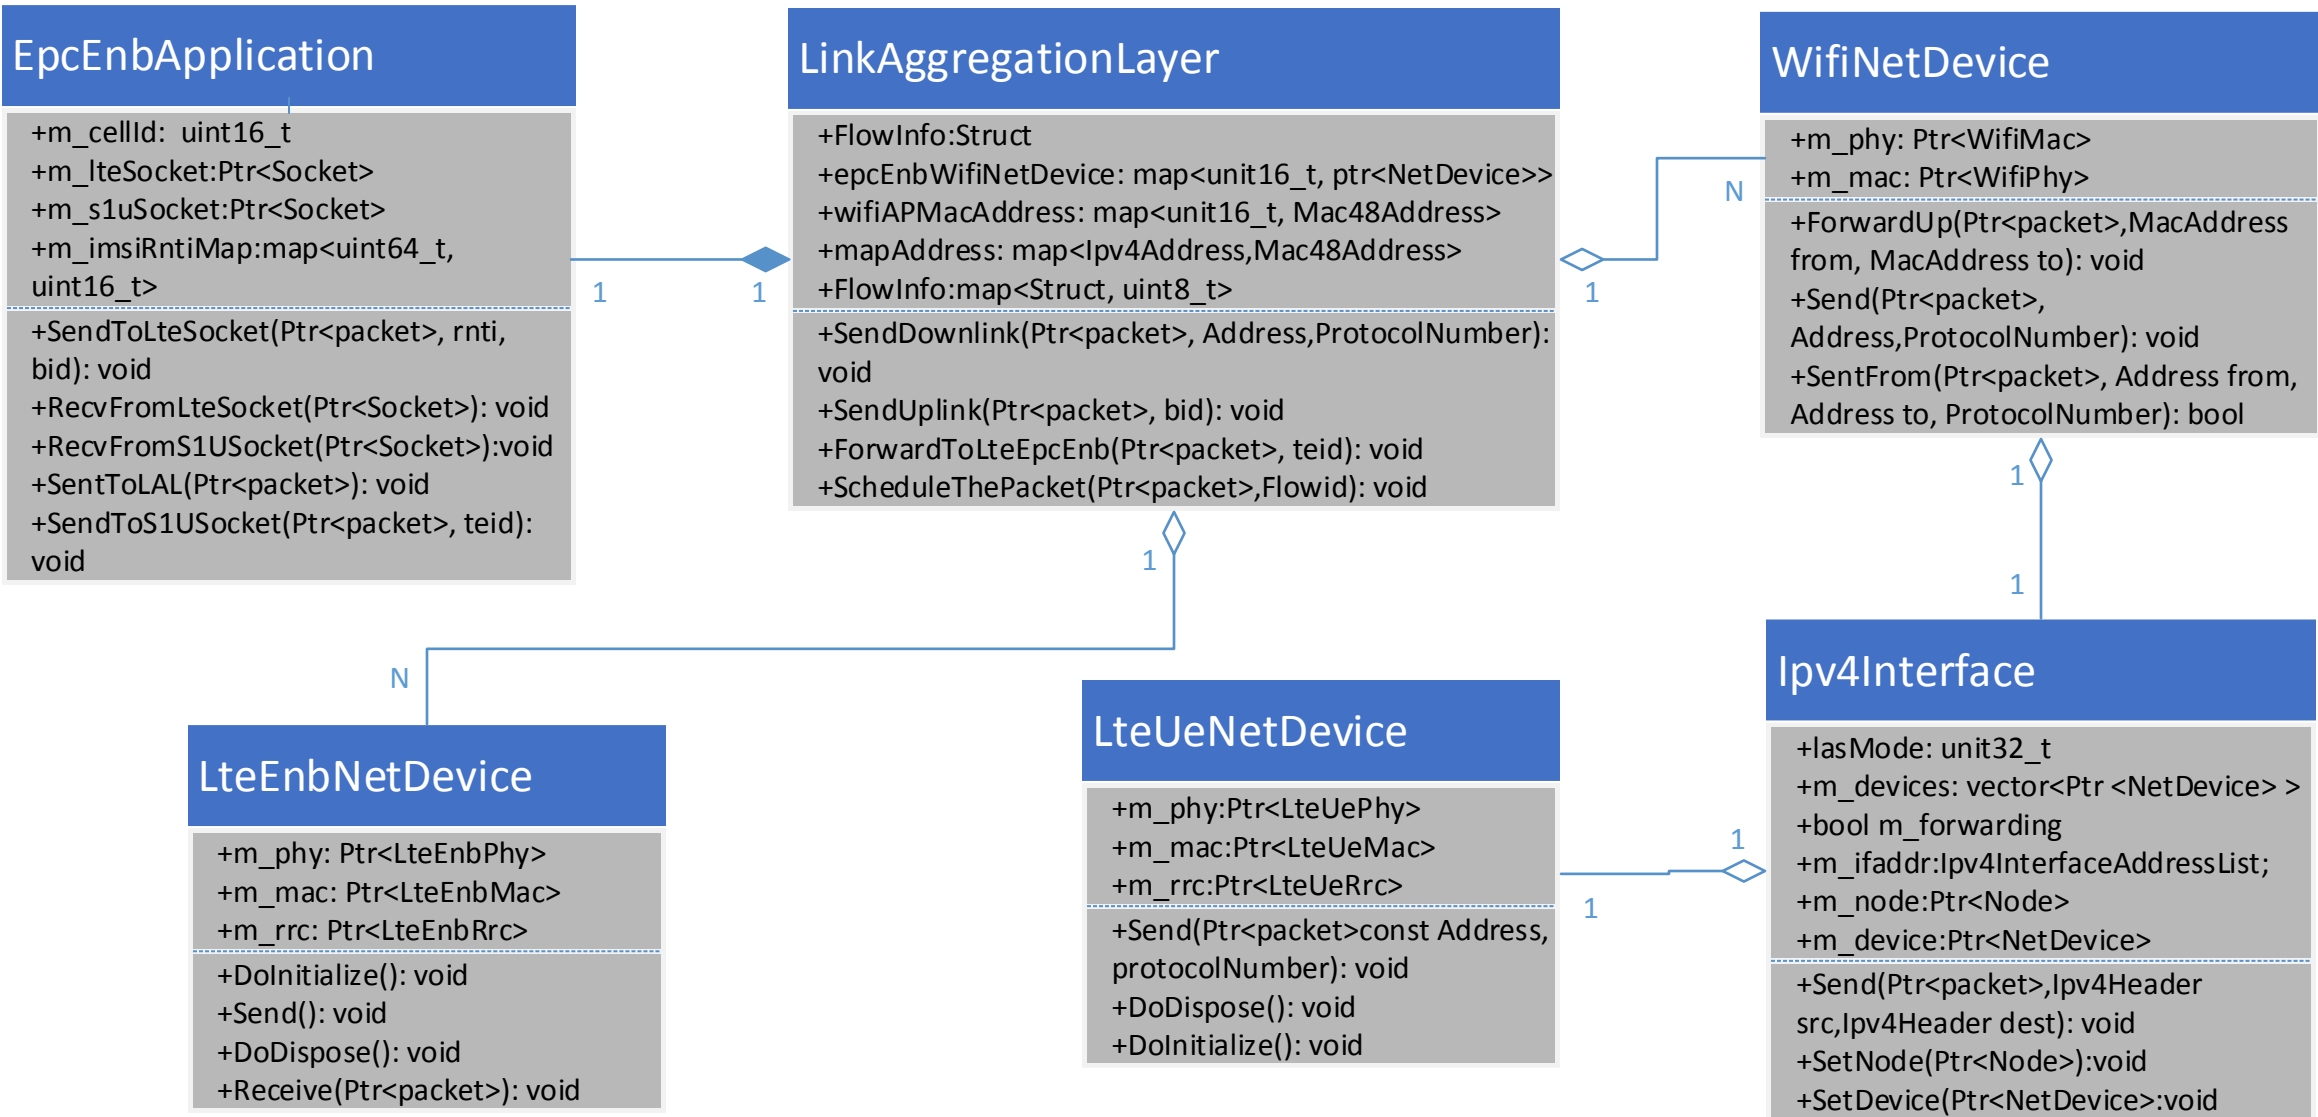 EpcEnbApplication
+m_cellId: uint16_t
+m_lteSocket:Ptr<Socket>
+m_s1uSocket:Ptr<Socket>
+m_imsiRntiMap:map<uint64_t,
uint16_t>
+SendToLteSocket(Ptr<packet>, rnti,
bid): void
+RecvFromLteSocket(Ptr<Socket>): void
+RecvFromS1USocket(Ptr<Socket>):void
+SentToLAL(Ptr<packet>): void
+SendToS1USocket(Ptr<packet>, teid):
void
1
1
LinkAggregationLayer
+FlowInfo:Struct
+epcEnbWifiNetDevice: map<unit16_t, ptr<NetDevice>>
+wifiAPMacAddress: map<unit16_t, Mac48Address>
+mapAddress: map<Ipv4Address,Mac48Address>
+FlowInfo:map<Struct, uint8_t>
+SendDownlink(Ptr<packet>, Address,ProtocolNumber):
void
+SendUplink(Ptr<packet>, bid): void
+ForwardToLteEpcEnb(Ptr<packet>, teid): void
+ScheduleThePacket(Ptr<packet>,Flowid): void
1
N
WifiNetDevice
+m_phy: Ptr<WifiMac>
+m_mac: Ptr<WifiPhy>
+ForwardUp(Ptr<packet>,MacAddress
from, MacAddress to): void
+Send(Ptr<packet>,
Address,ProtocolNumber): void
+SentFrom(Ptr<packet>, Address from,
Address to, ProtocolNumber): bool
1
1
1
N
LteEnbNetDevice
+m_phy: Ptr<LteEnbPhy>
+m_mac: Ptr<LteEnbMac>
+m_rrc: Ptr<LteEnbRrc>
+DoInitialize(): void
+Send(): void
+DoDispose(): void
+Receive(Ptr<packet>): void
LteUeNetDevice
+m_phy:Ptr<LteUePhy>
+m_mac:Ptr<LteUeMac>
+m_rrc:Ptr<LteUeRrc>
+Send(Ptr<packet>const Address,
protocolNumber): void
+DoDispose(): void
+DoInitialize(): void
1
1
Ipv4Interface
+lasMode: unit32_t
+m_devices: vector<Ptr <NetDevice> >
+bool m_forwarding
+m_ifaddr:Ipv4InterfaceAddressList;
+m_node:Ptr<Node>
+m_device:Ptr<NetDevice>
+Send(Ptr<packet>,Ipv4Header
src,Ipv4Header dest): void
+SetNode(Ptr<Node>):void
+SetDevice(Ptr<NetDevice>:void